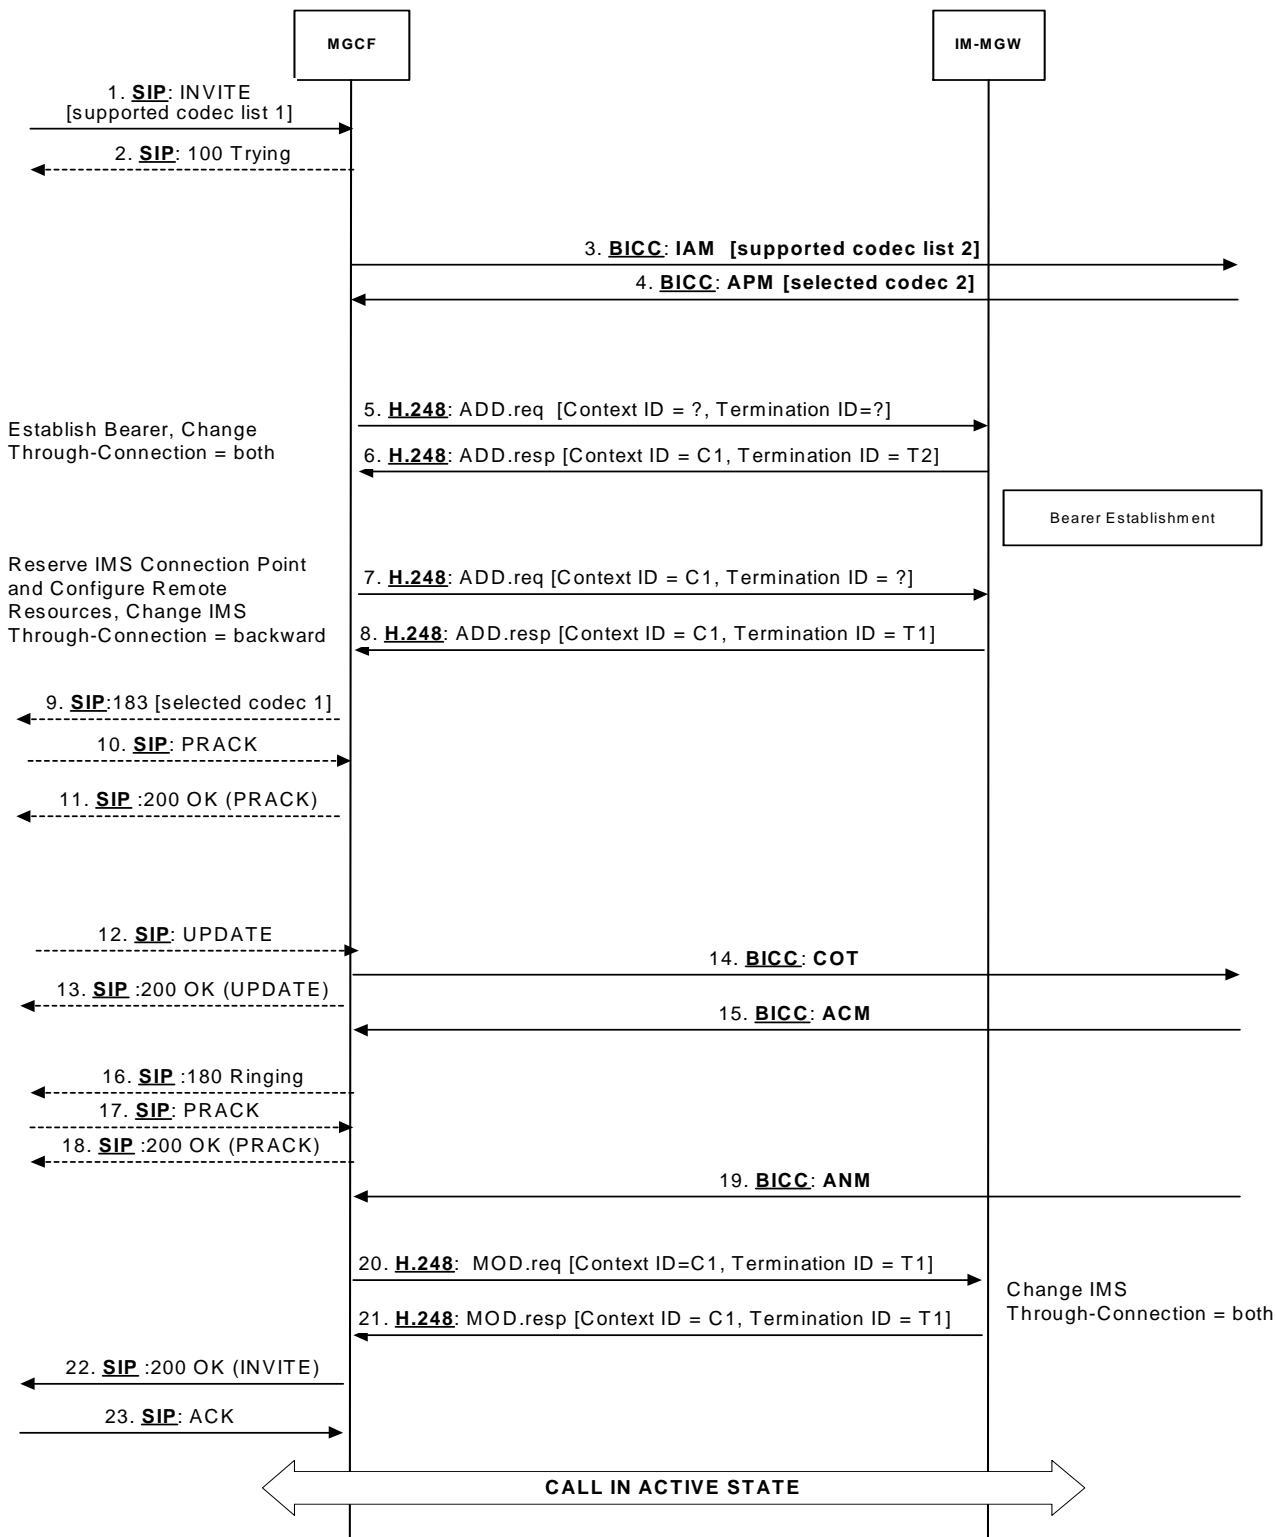 MGCF
IM-MGW
1. SIP: INVITE
[supported codec list 1]
2. SIP: 100 Trying
3. BICC: IAM [supported codec list 2]
4. BICC: APM [selected codec 2]
5. H.248: ADD.req [Context ID = ?, Termination ID=?]
Establish Bearer, Change
Through-Connection = both
6. H.248: ADD.resp [Context ID = C1, Termination ID = T2]
Bearer Establishment
Reserve IMS Connection Point
and Configure Remote
Resources, Change IMS
Through-Connection = backward
7. H.248: ADD.req [Context ID = C1, Termination ID = ?]
8. H.248: ADD.resp [Context ID = C1, Termination ID = T1]
9. SIP:183 [selected codec 1]
10. SIP: PRACK
11. SIP :200 OK (PRACK)
12. SIP: UPDATE
14. BICC: COT
13. SIP :200 OK (UPDATE)
15. BICC: ACM
16. SIP :180 Ringing
17. SIP: PRACK
18. SIP :200 OK (PRACK)
19. BICC: ANM
20. H.248: MOD.req [Context ID=C1, Termination ID = T1]
21. H.248: MOD.resp [Context ID = C1, Termination ID = T1]
Change IMS
Through-Connection = both
22. SIP :200 OK (INVITE)
23. SIP: ACK
CALL IN ACTIVE STATE